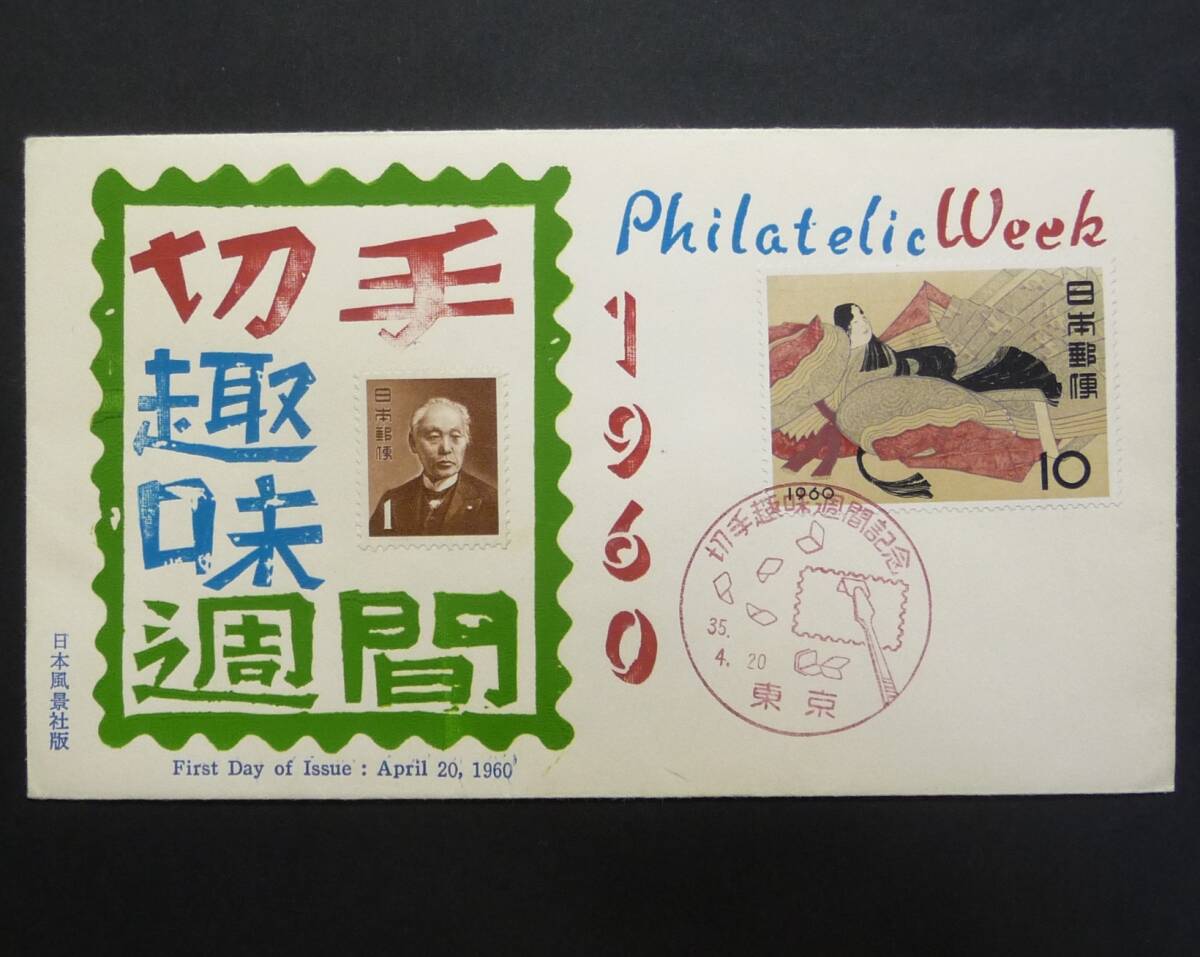 切手
趣味
週間
日本郵便
1
日本風景社版
First Day of Issue : April 20, 1960
Philatelic Week
1960
日本郵便
10
1960
切手趣味週間記念
35.
4. 20
東京